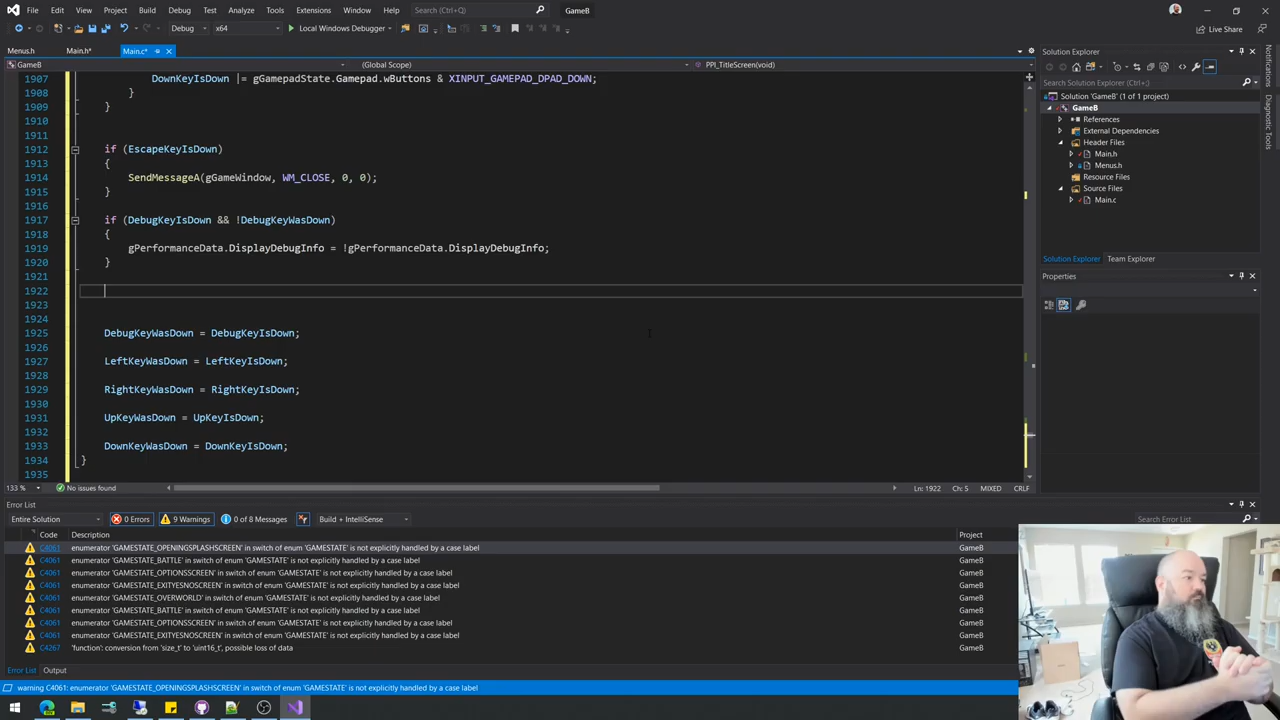 File Edit View Git Project Build Debug Test Analyze Tools Extensions Window Help Search (Ctrl+Q) GameB
Debug x64 Local Windows Debugger Live Share
Menus.h Main.h* Main.c*
GameB (Global Scope) PPI_TitleScreen(void)
1907 DownKeyIsDown |= gGamepadState.Gamepad.wButtons & XINPUT_GAMEPAD_DPAD_DOWN;
1908 }
1909 }
1910
1911
1912 if (EscapeKeyIsDown)
1913 {
1914 SendMessageA(gGameWindow, WM_CLOSE, 0, 0);
1915 }
1916
1917 if (DebugKeyIsDown && !DebugKeyWasDown)
1918 {
1919 gPerformanceData.DisplayDebugInfo = !gPerformanceData.DisplayDebugInfo;
1920 }
1921
1922
1923
1924
1925 DebugKeyWasDown = DebugKeyIsDown;
1926
1927 LeftKeyWasDown = LeftKeyIsDown;
1928
1929 RightKeyWasDown = RightKeyIsDown;
1930
1931 UpKeyWasDown = UpKeyIsDown;
1932
1933 DownKeyWasDown = DownKeyIsDown;
1934 }
1935
133 % No issues found Ln: 1922 Ch: 5 MIXED CRLF
Solution Explorer
Search Solution Explorer (Ctrl+;)
Solution 'GameB' (1 of 1 project)
GameB
References
External Dependencies
Header Files
Main.h
Menus.h
Resource Files
Source Files
Main.c
Solution Explorer Team Explorer
Properties
Notifications
Diagnostic Tools
Error List
Entire Solution 0 Errors 9 Warnings 0 of 8 Messages Build + IntelliSense Search Error List
Code Description Project
C4061 enumerator 'GAMESTATE_OPENINGSPLASHSCREEN' in switch of enum 'GAMESTATE' is not explicitly handled by a case label GameB
C4061 enumerator 'GAMESTATE_BATTLE' in switch of enum 'GAMESTATE' is not explicitly handled by a case label GameB
C4061 enumerator 'GAMESTATE_OPTIONSSCREEN' in switch of enum 'GAMESTATE' is not explicitly handled by a case label GameB
C4061 enumerator 'GAMESTATE_EXITYESNOSCREEN' in switch of enum 'GAMESTATE' is not explicitly handled by a case label GameB
C4061 enumerator 'GAMESTATE_OVERWORLD' in switch of enum 'GAMESTATE' is not explicitly handled by a case label GameB
C4061 enumerator 'GAMESTATE_BATTLE' in switch of enum 'GAMESTATE' is not explicitly handled by a case label GameB
C4061 enumerator 'GAMESTATE_OPTIONSSCREEN' in switch of enum 'GAMESTATE' is not explicitly handled by a case label GameB
C4061 enumerator 'GAMESTATE_EXITYESNOSCREEN' in switch of enum 'GAMESTATE' is not explicitly handled by a case label GameB
C4267 'function': conversion from 'size_t' to 'uint16_t', possible loss of data GameB
Error List Output
warning C4061: enumerator 'GAMESTATE_OPENINGSPLASHSCREEN' in switch of enum 'GAMESTATE' is not explicitly handled by a case label